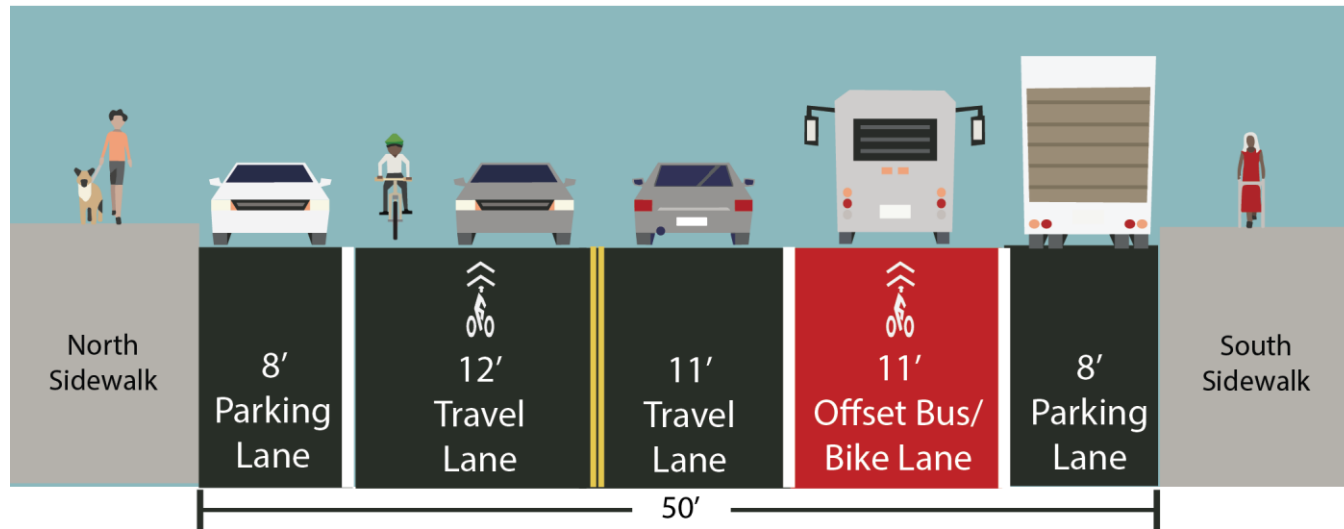 North
Sidewalk
8’
Parking
Lane
12’
Travel
Lane
11’
Travel
Lane
11’
Offset Bus/
Bike Lane
8’
Parking
Lane
South
Sidewalk
50’